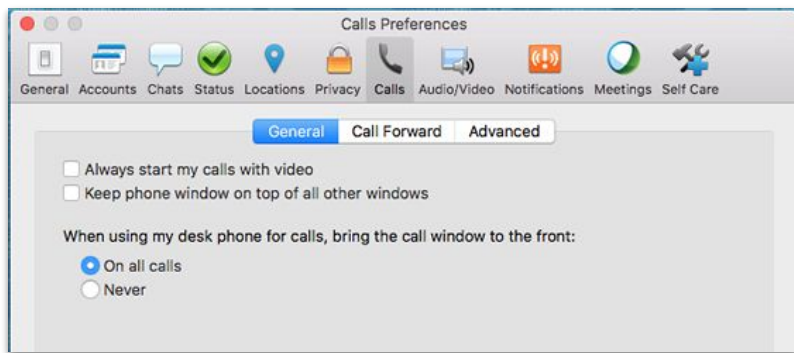 Calls Preferences
General Accounts Chats Status Locations Privacy Calls Audio/Video Notifications Meetings Self Care
General Call Forward Advanced
Always start my calls with video
Keep phone window on top of all other windows
When using my desk phone for calls, bring the call window to the front:
On all calls
Never